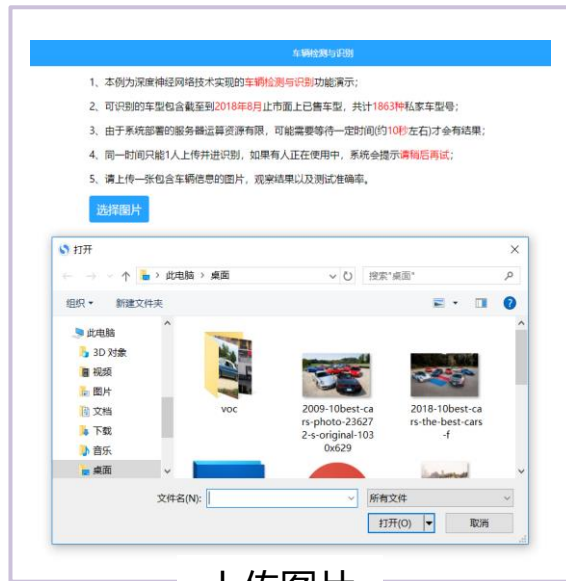 车辆检测与识别
1、本例为深度神经网络技术实现的车辆检测与识别功能演示;
2、可识别的车型包含截至到2018年8月止市面上已售车型，共计1863种私家车型号;
3、由于系统部署的服务器运算资源有限，可能需要等待一定时间(约10秒左右)才会有结果;
4、同一时间只能1人上传并进识别，如果有人正在使用中，系统会提示请稍后再试;
5、请上传一张包含车辆信息的图片，观察结果以及测试准确率。
选择图片
打开
此电脑 › 桌面
搜索"桌面"
组织
新建文件夹
此电脑
3D 对象
视频
图片
文档
下载
音乐
桌面
voc
2009-10best-ca
rs-photo-23627
2-s-original-103
0x629
2018-10best-ca
rs-the-best-cars
-f
文件名(N):
所有文件
打开(O)
取消
上传图片